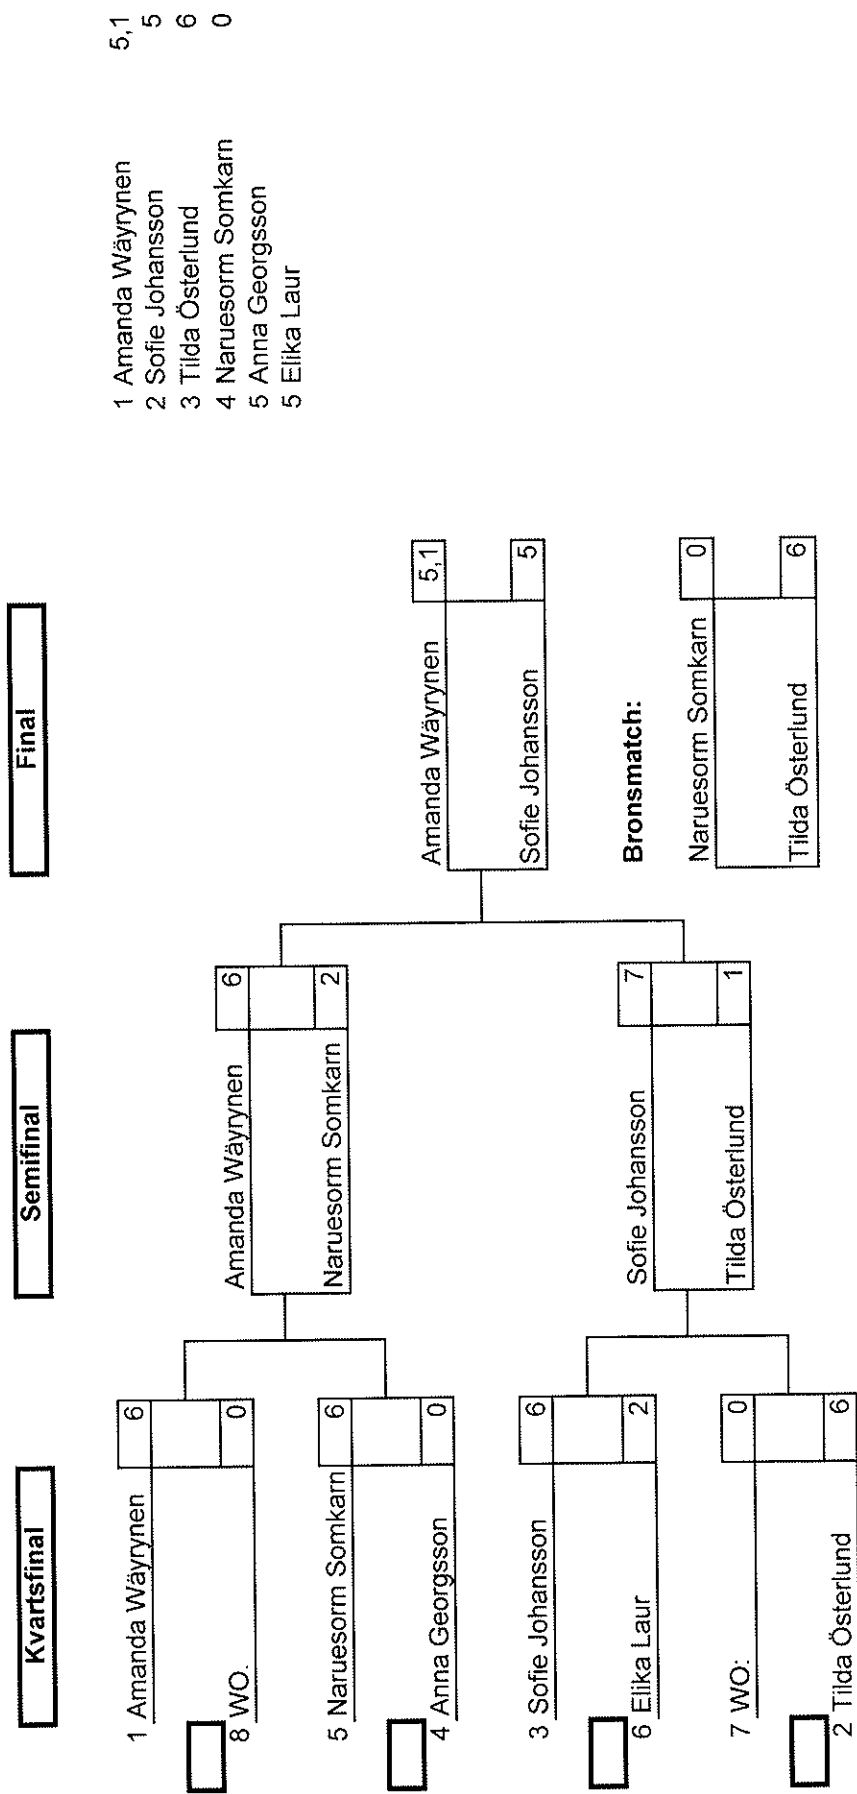 Kvartsfinal
1 Amanda Wäyrynen 6
8 WO. 0
5 Naruesorm Somkarn 6
4 Anna Georgsson 0
3 Sofie Johansson 6
6 Elika Laur 2
7 WO: 0
2 Tilda Österlund 6
Semifinal
Amanda Wäyrynen 6
Naruesorm Somkarn 2
Sofie Johansson 7
Tilda Österlund 1
Final
Amanda Wäyrynen 5,1
Sofie Johansson 5
Bronsmatch:
Naruesorm Somkarn 0
Tilda Österlund 6
1 Amanda Wäyrynen 5,1
2 Sofie Johansson 5
3 Tilda Österlund 6
4 Naruesorm Somkarn 0
5 Anna Georgsson
5 Elika Laur